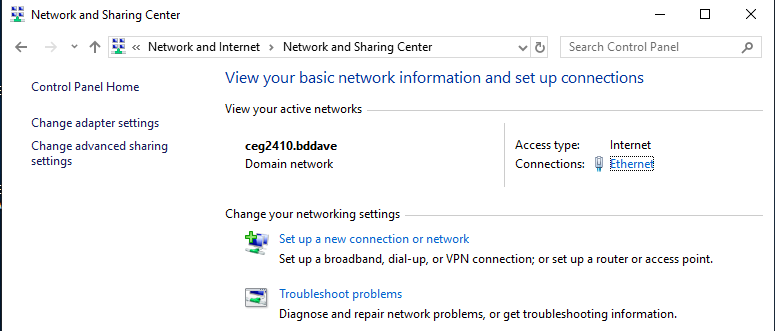 Network and Sharing Center
« Network and Internet > Network and Sharing Center
Search Control Panel
Control Panel Home
Change adapter settings
Change advanced sharing
settings
View your basic network information and set up connections
View your active networks
ceg2410.bddave
Domain network
Access type: Internet
Connections: Ethernet
Change your networking settings
Set up a new connection or network
Set up a broadband, dial-up, or VPN connection; or set up a router or access point.
Troubleshoot problems
Diagnose and repair network problems, or get troubleshooting information.